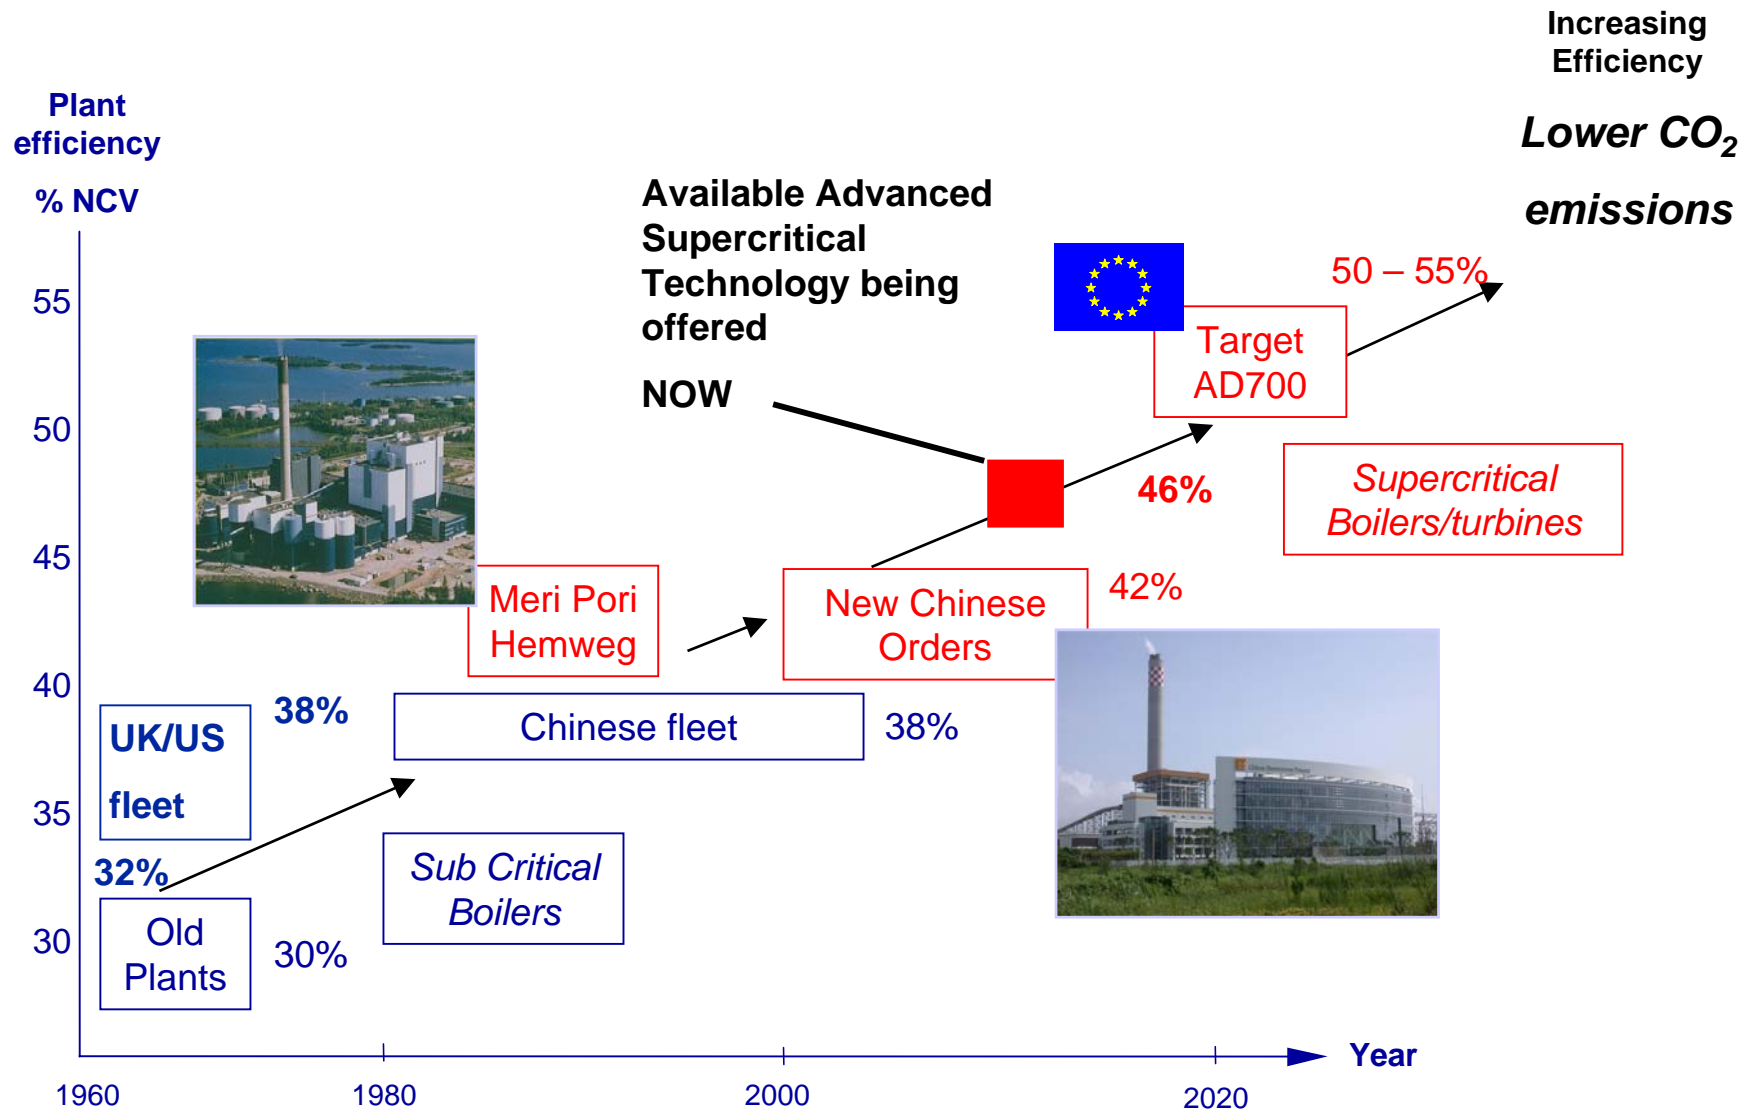 Increasing
Efficiency
Lower CO2
emissions
Plant
efficiency
% NCV
Available Advanced
Supercritical
Technology being
offered
NOW
50 – 55%
Target
AD700
55
50
46%
Supercritical
Boilers/turbines
45
Meri Pori
Hemweg
New Chinese
Orders
42%
40
UK/US
fleet
38%
Chinese fleet
38%
35
32%
Sub Critical
Boilers
30
Old
Plants
30%
Year
1960
1980
2000
2020